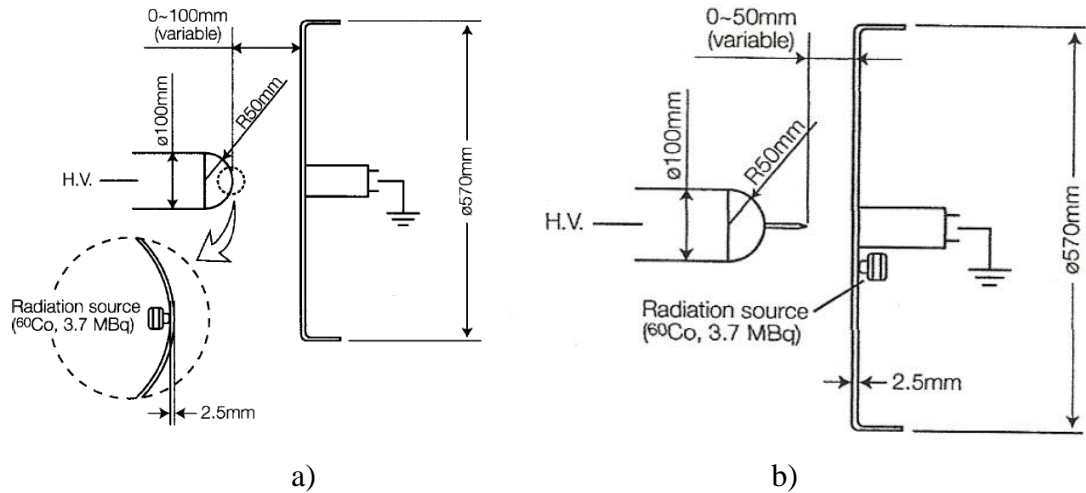 0~100mm
(variable)
ø100mm
R50mm
H.V.
ø570mm
Radiation source
(⁶⁰Co, 3.7 MBq)
2.5mm
a)
0~50mm
(variable)
ø100mm
R50mm
H.V.
ø570mm
Radiation source
(⁶⁰Co, 3.7 MBq)
2.5mm
b)